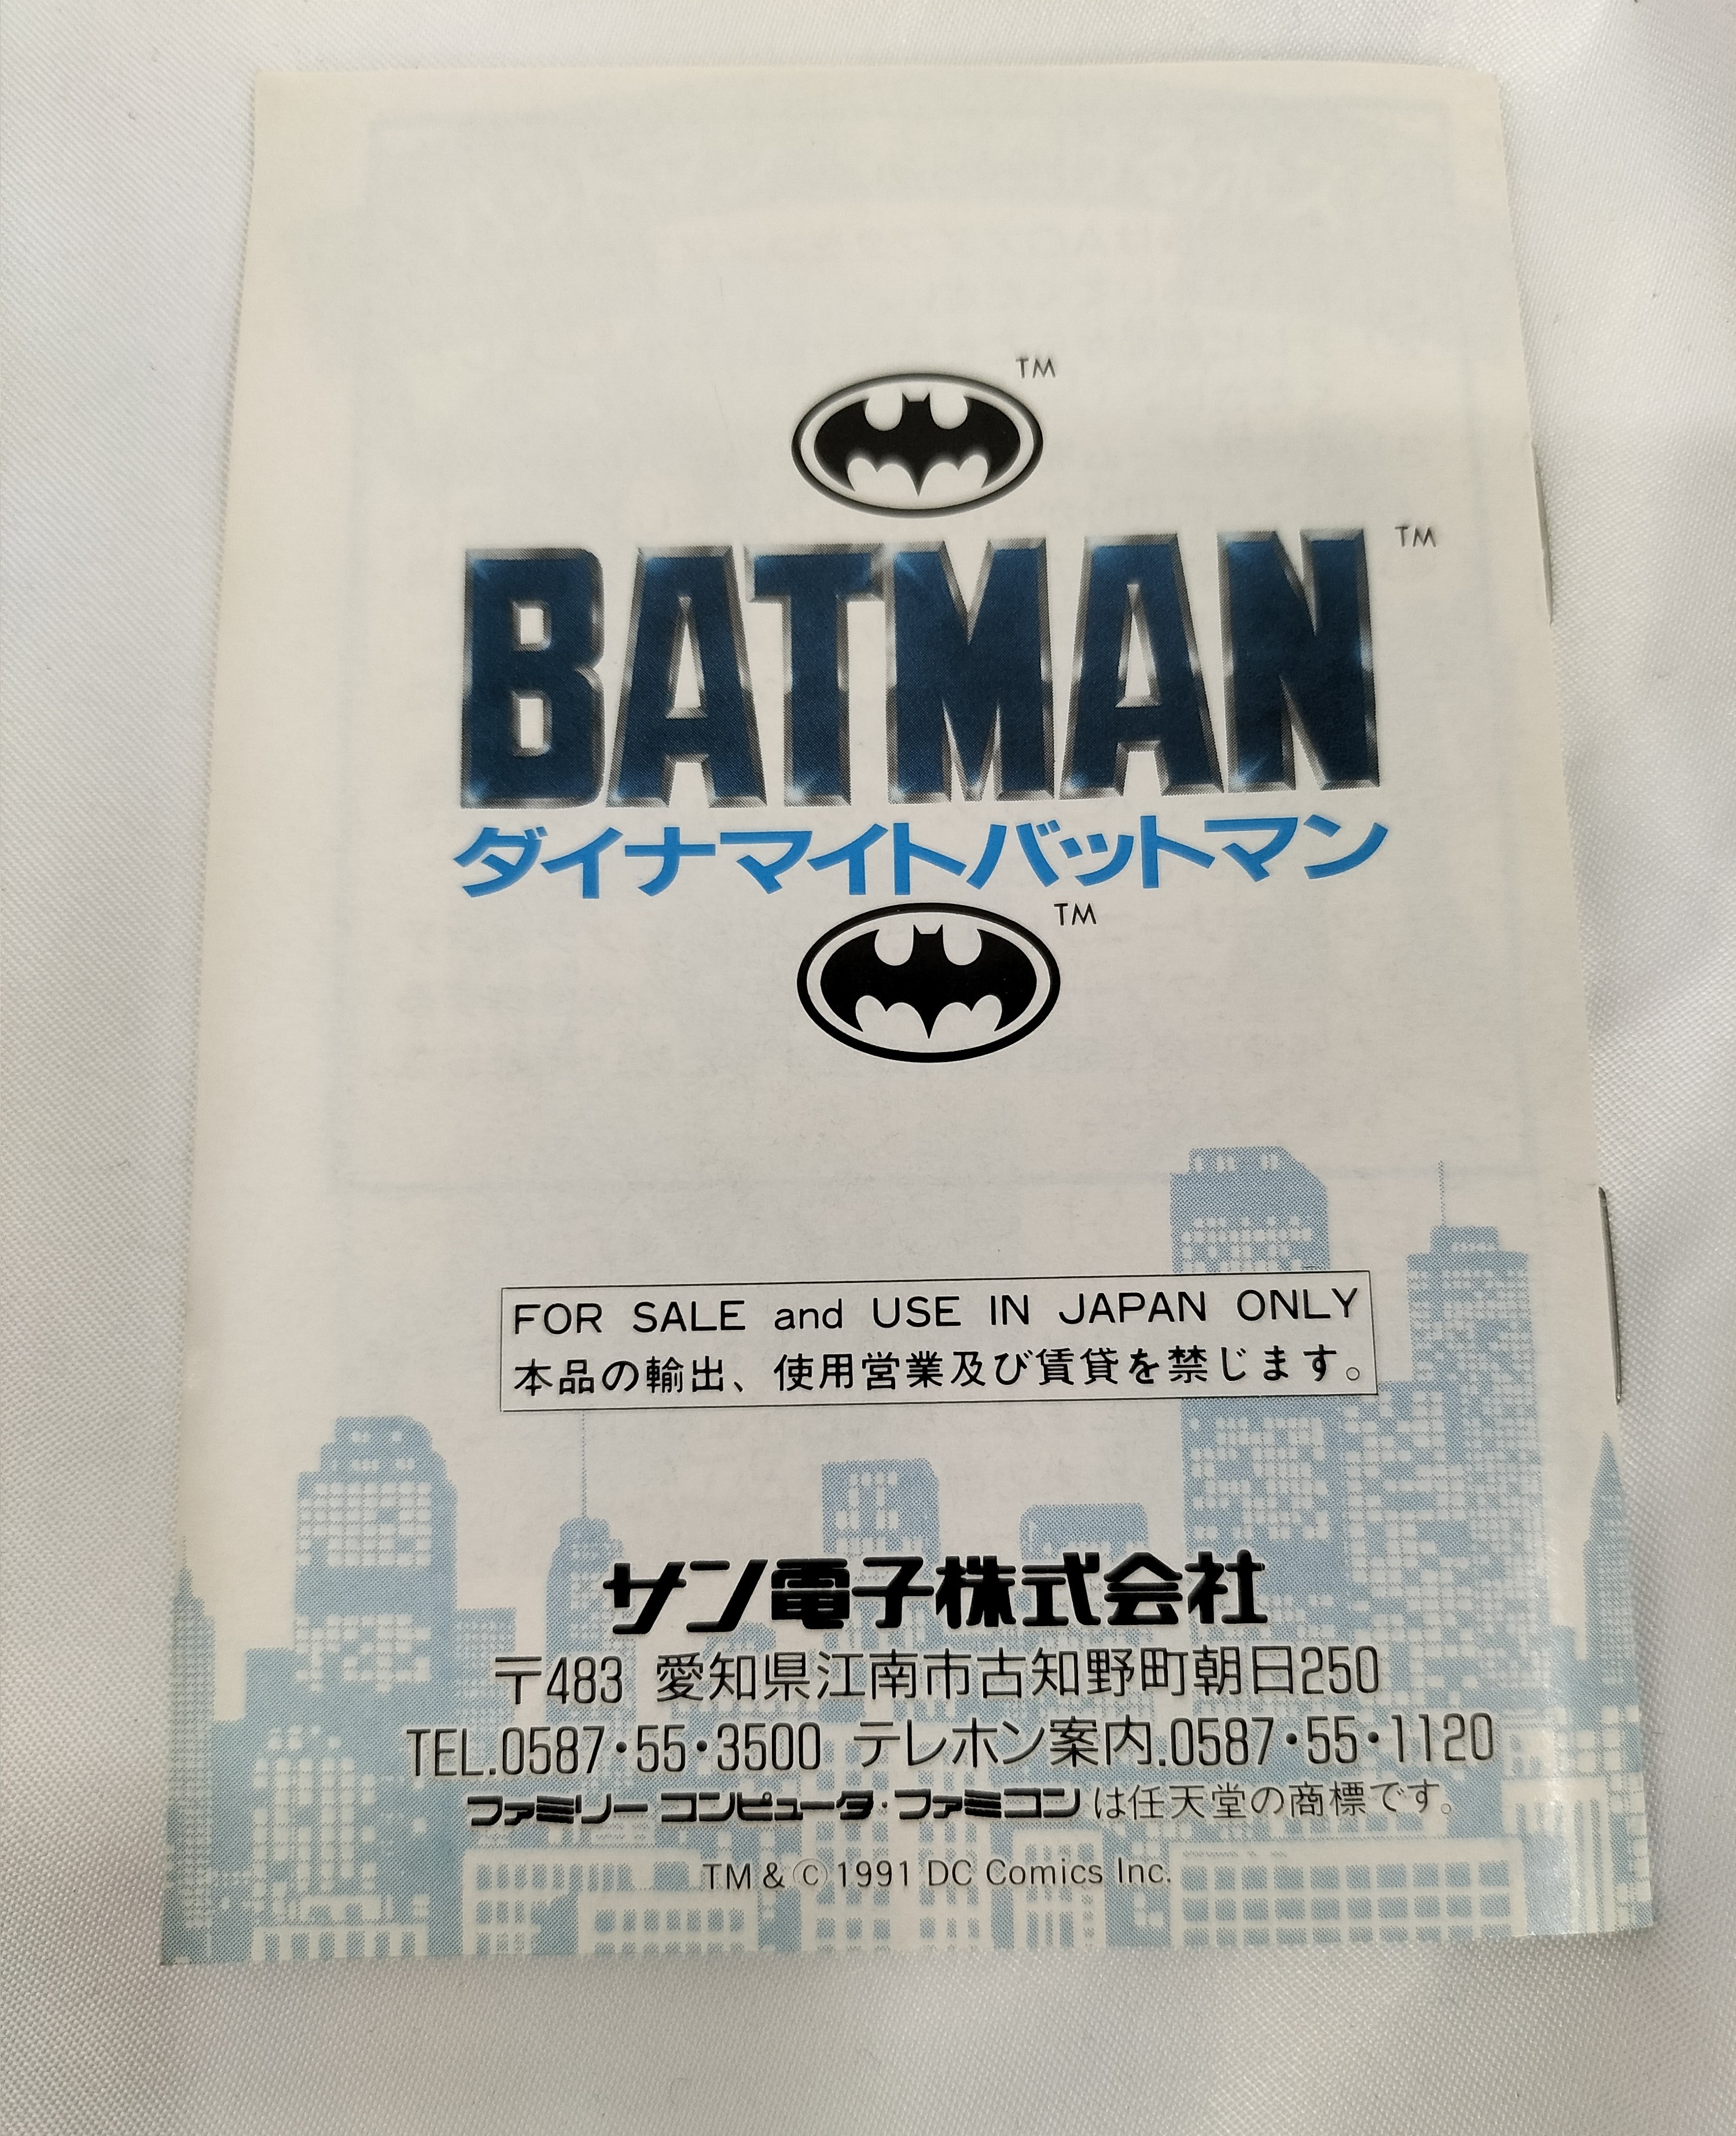 TM
BATMAN TM
ダイナマイトバットマン
TM
FOR SALE and USE IN JAPAN ONLY
本品の輸出、使用営業及び賃貸を禁じます。
サン電子株式会社
〒483 愛知県江南市古知野町朝日250
TEL.0587・55・3500 テレホン案内.0587・55・1120
ファミリーコンピュータ・ファミコンは任天堂の商標です。
TM & © 1991 DC Comics Inc.